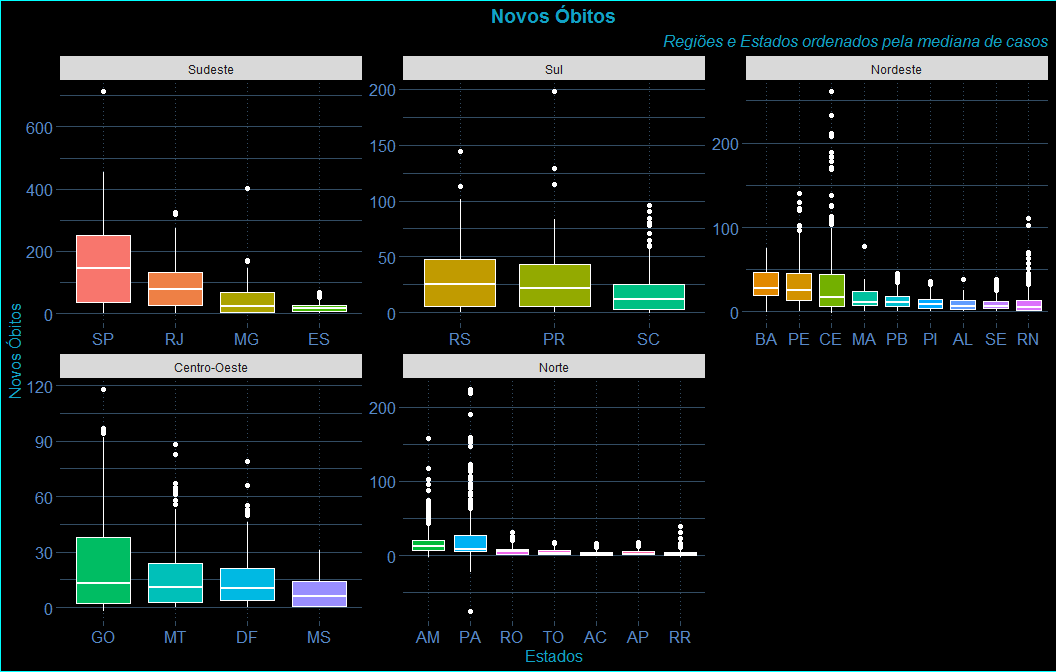 Novos Óbitos
Regiões e Estados ordenados pela mediana de casos
Sudeste
600
400
200
0
SP RJ MG ES
Sul
200
150
100
50
0
RS PR SC
Nordeste
200
100
0
BA PE CE MA PB PI AL SE RN
Novos Óbitos
Centro-Oeste
120
90
60
30
0
GO MT DF MS
Norte
200
100
0
AM PA RO TO AC AP RR
Estados